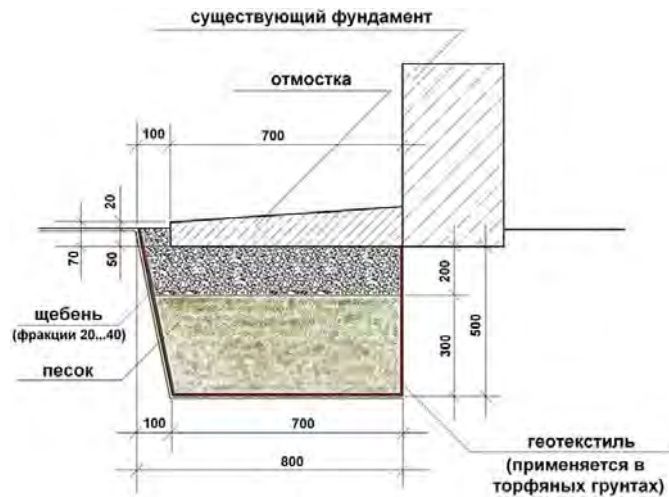 существующий фундамент
отмостка
100
700
20
70
50
200
300
500
щебень
(фракции 20...40)
песок
100
700
800
геотекстиль
(применяется в
торфяных грунтах)